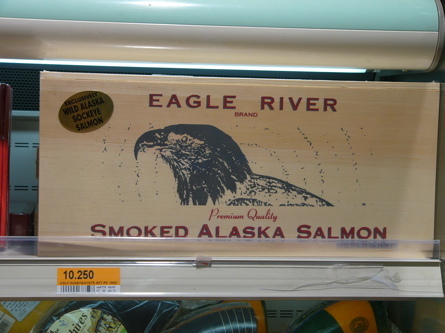 EXCLUSIVELY
WILD ALASKA
SOCKEYE
SALMON
EAGLE RIVER
BRAND
Premium Quality
SMOKED ALASKA SALMON
10.250